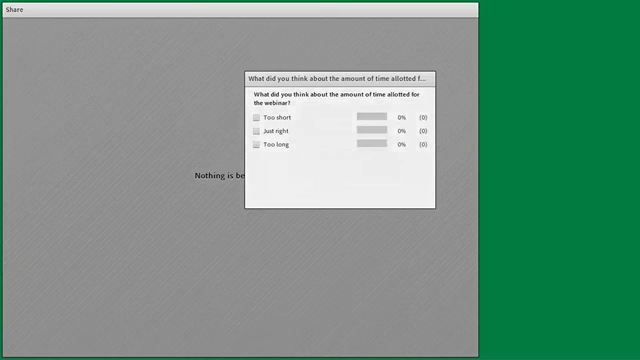 Share
What did you think about the amount of time allotted f...
What did you think about the amount of time allotted for
the webinar?
Too short 0% (0)
Just right 0% (0)
Too long 0% (0)
Nothing is be